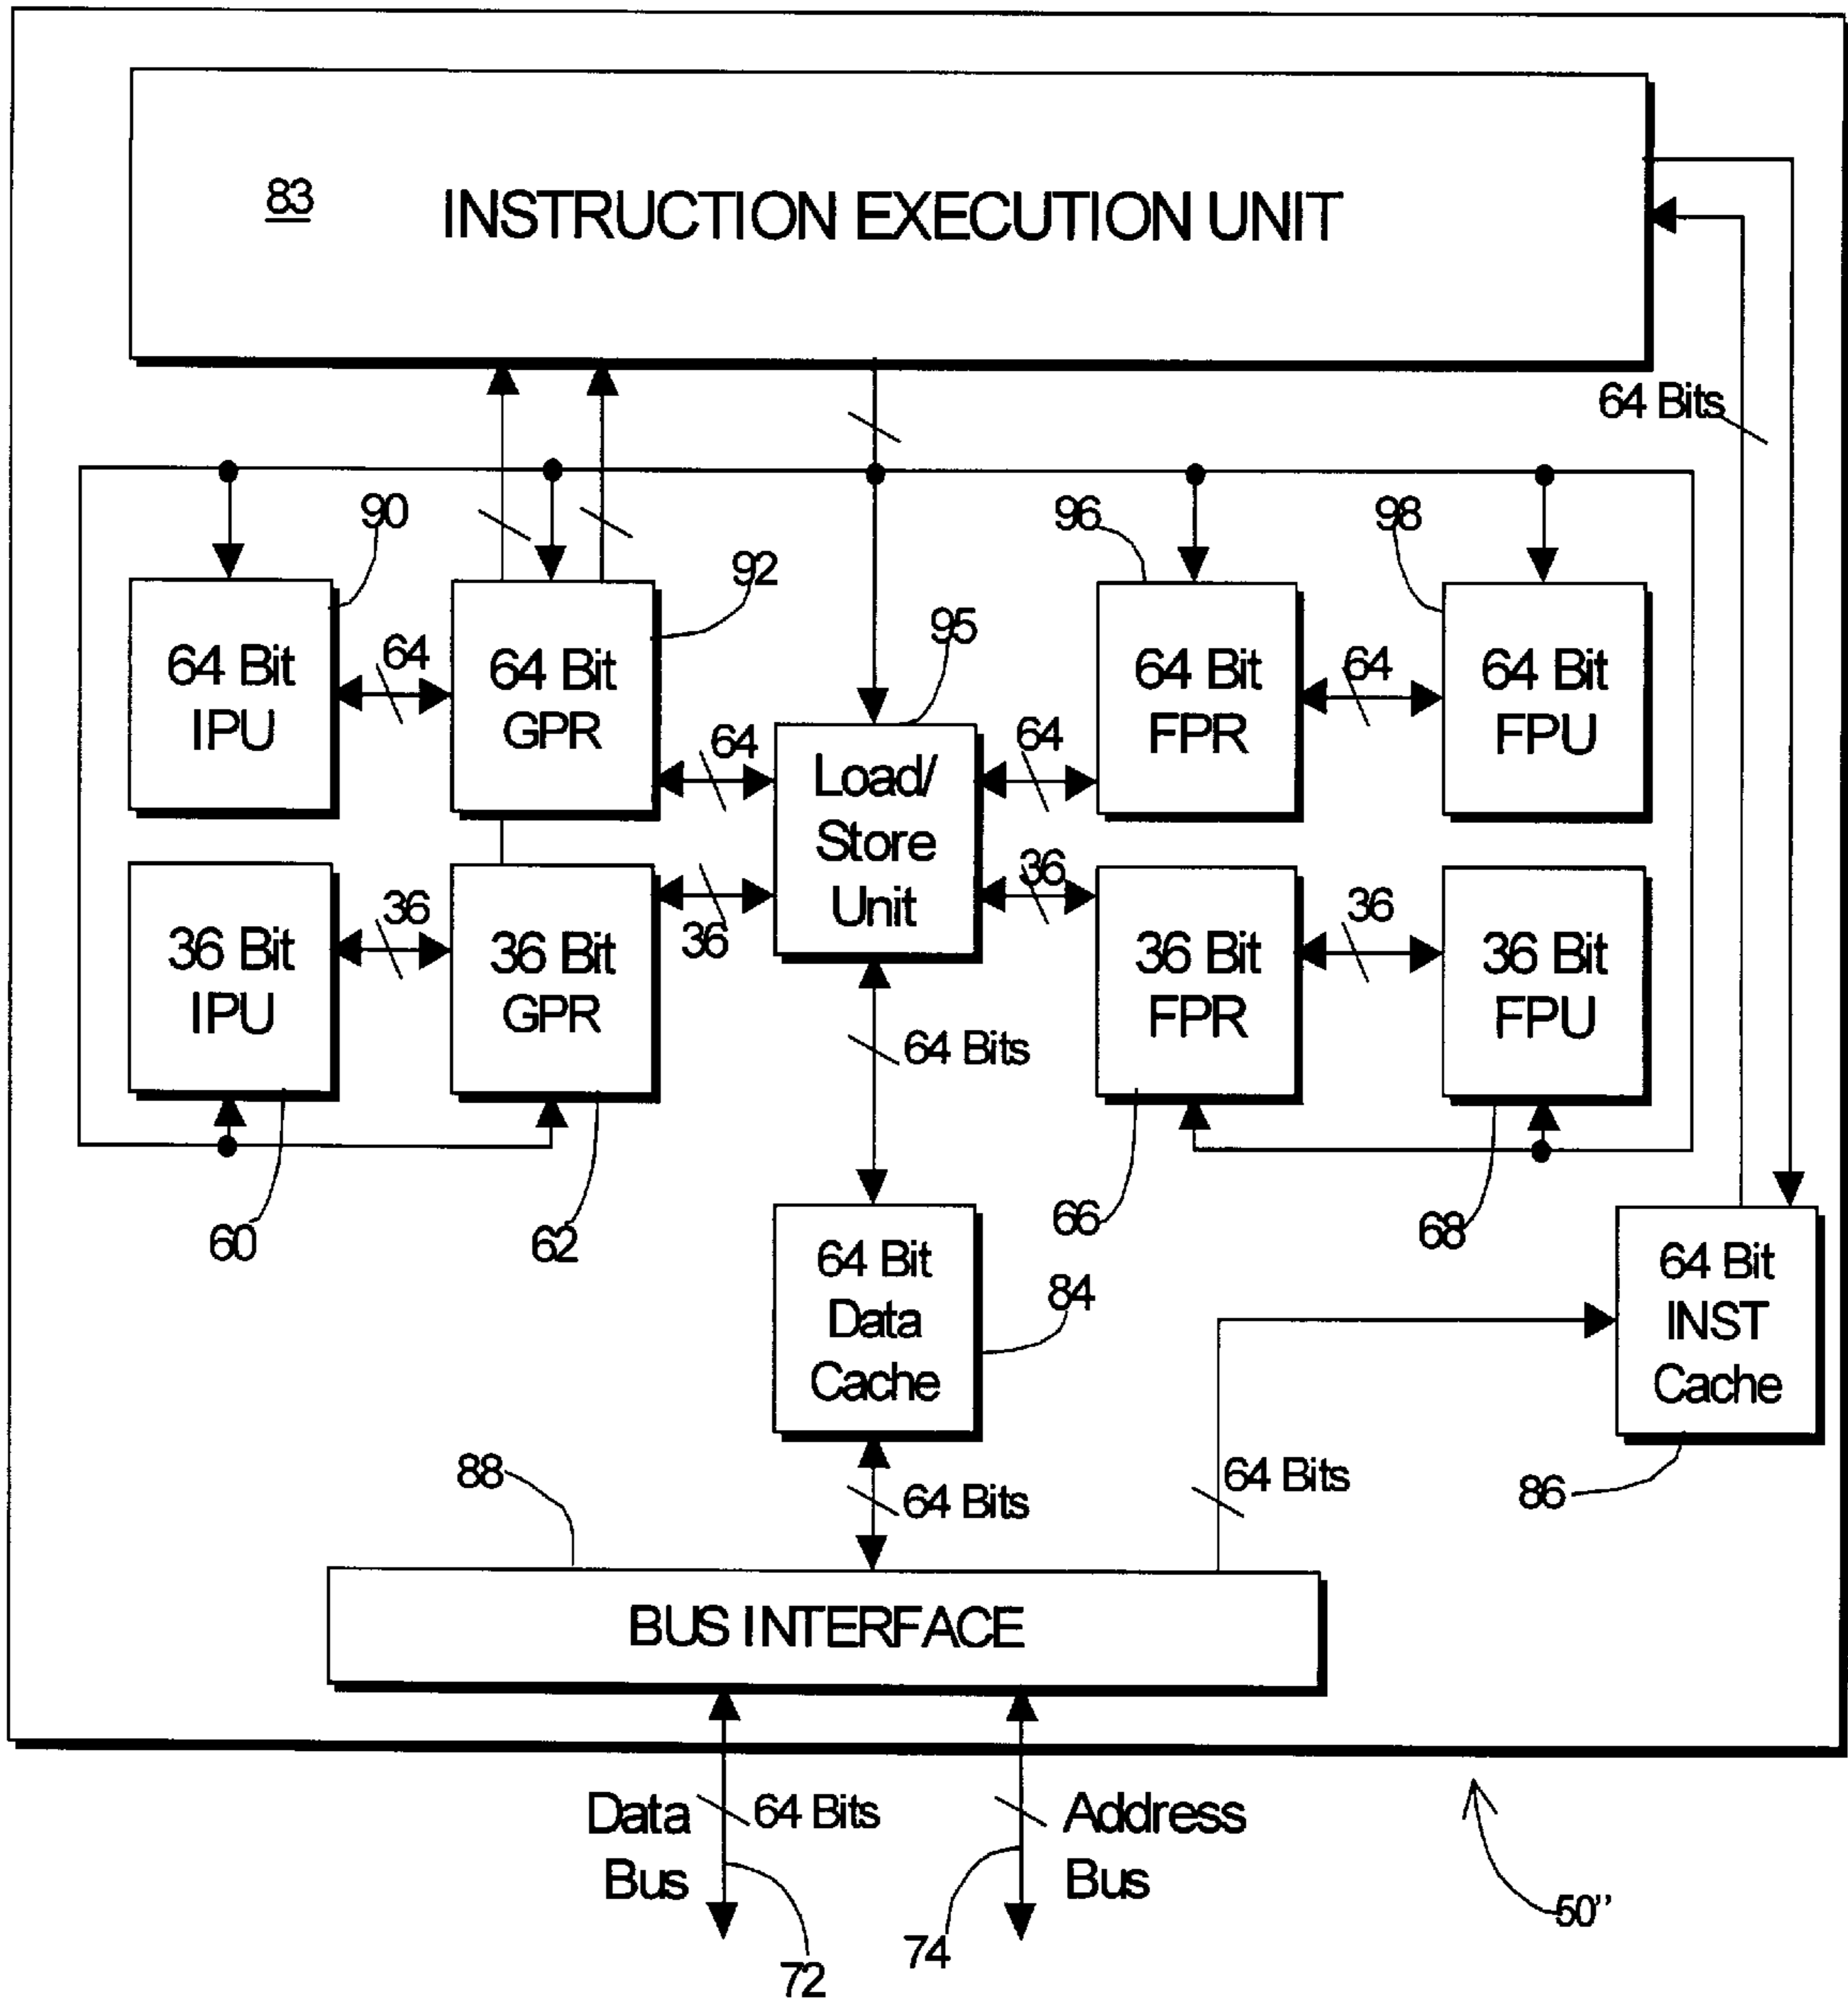 83 INSTRUCTION EXECUTION UNIT
64 Bits
90
96
98
92
95
64 Bit
IPU
64
64 Bit
GPR
64
Load/
Store
Unit
64
64 Bit
FPR
64
64 Bit
FPU
36 Bit
IPU
36
36 Bit
GPR
36
36
36 Bit
FPR
36
36 Bit
FPU
64 Bits
60
62
66
68
64 Bit
Data
Cache
84
64 Bit
INST
Cache
88
64 Bits
64 Bits
86
BUS INTERFACE
Data
Bus
64 Bits
Address
Bus
72
74
50''